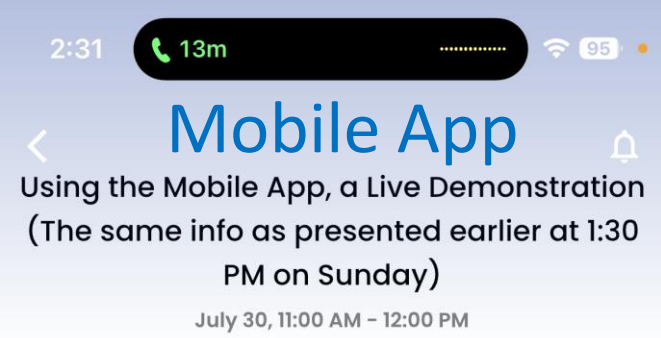 2:31
13m
95
Mobile App
Using the Mobile App, a Live Demonstration
(The same info as presented earlier at 1:30
PM on Sunday)
July 30, 11:00 AM - 12:00 PM